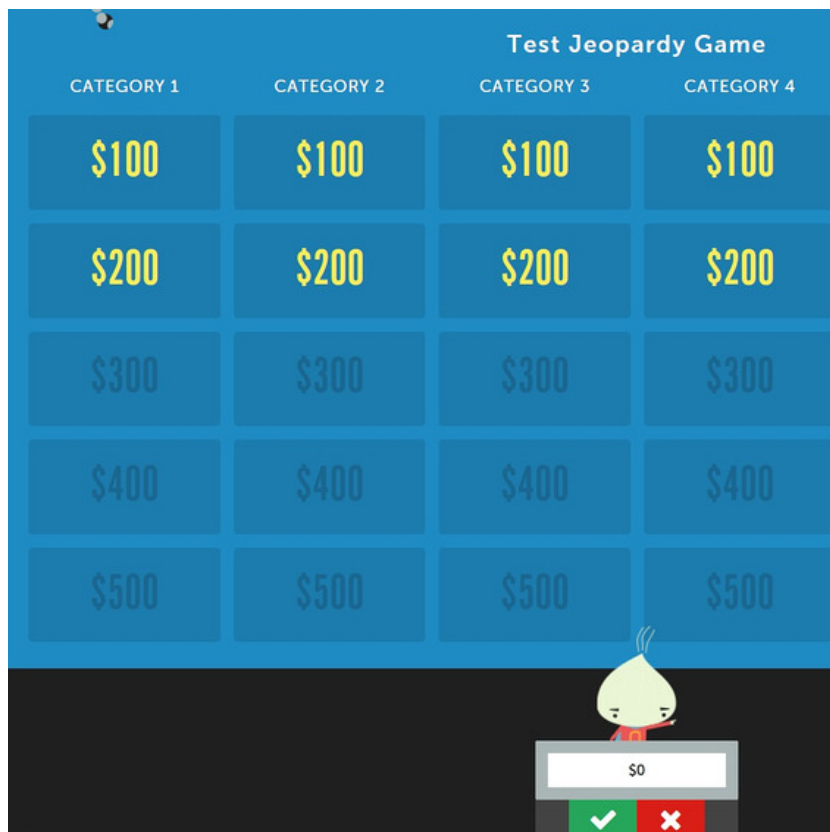 Test Jeopardy Game
CATEGORY 1 CATEGORY 2 CATEGORY 3 CATEGORY 4
$100 $100 $100 $100
$200 $200 $200 $200
$300 $300 $300 $300
$400 $400 $400 $400
$500 $500 $500 $500
$0